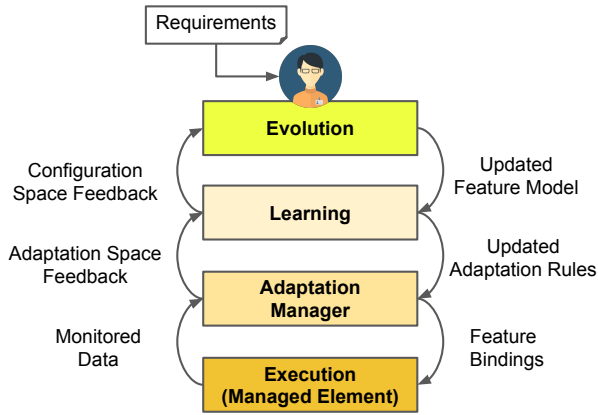 Requirements
Evolution
Configuration
Space Feedback
Updated
Feature Model
Learning
Adaptation Space
Feedback
Updated
Adaptation Rules
Adaptation
Manager
Monitored
Data
Feature
Bindings
Execution
(Managed Element)